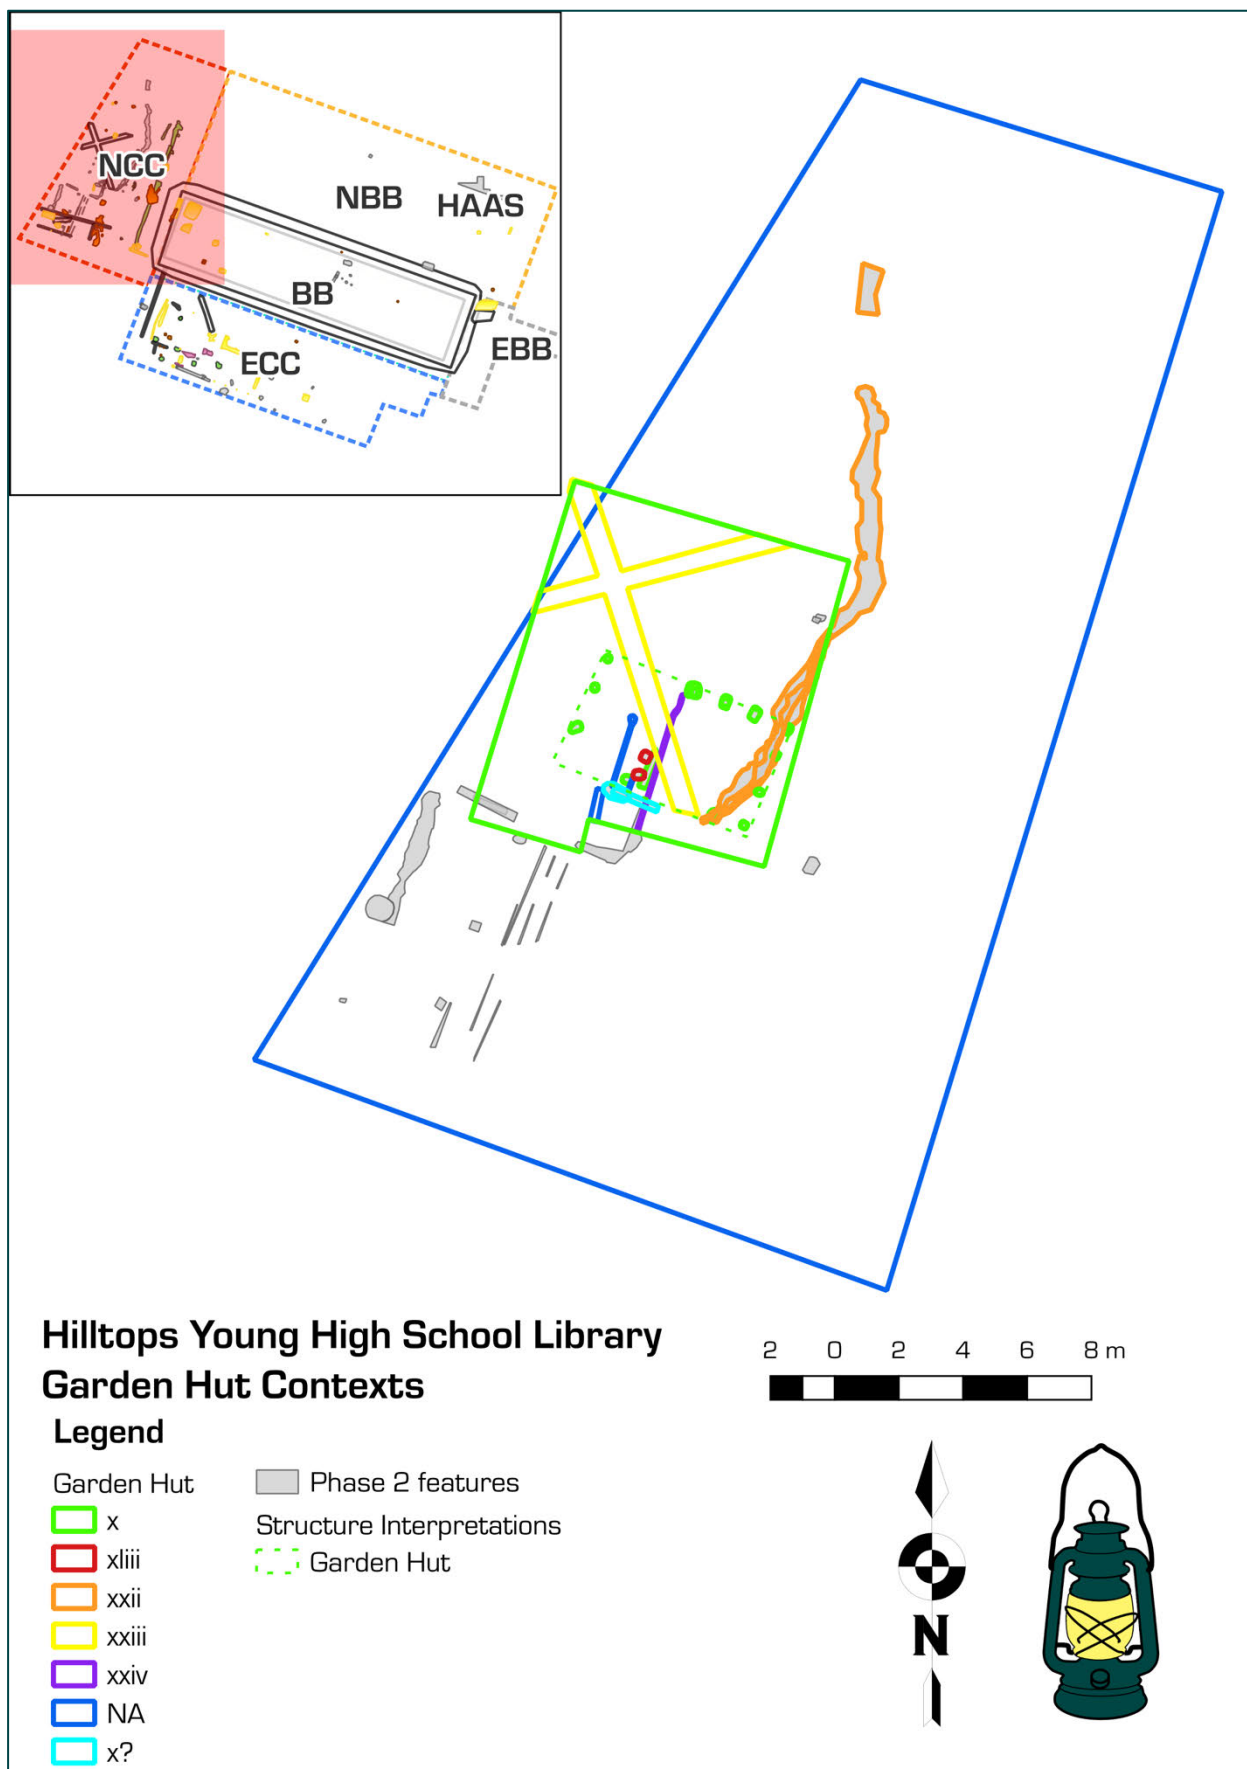 NCC
NBB
HAAS
BB
EBB
ECC
Hilltops Young High School Library
Garden Hut Contexts
Legend
Garden Hut
x
xliii
xxii
xxiii
xxiv
NA
x?
Phase 2 features
Structure Interpretations
Garden Hut
2 0 2 4 6 8 m
N